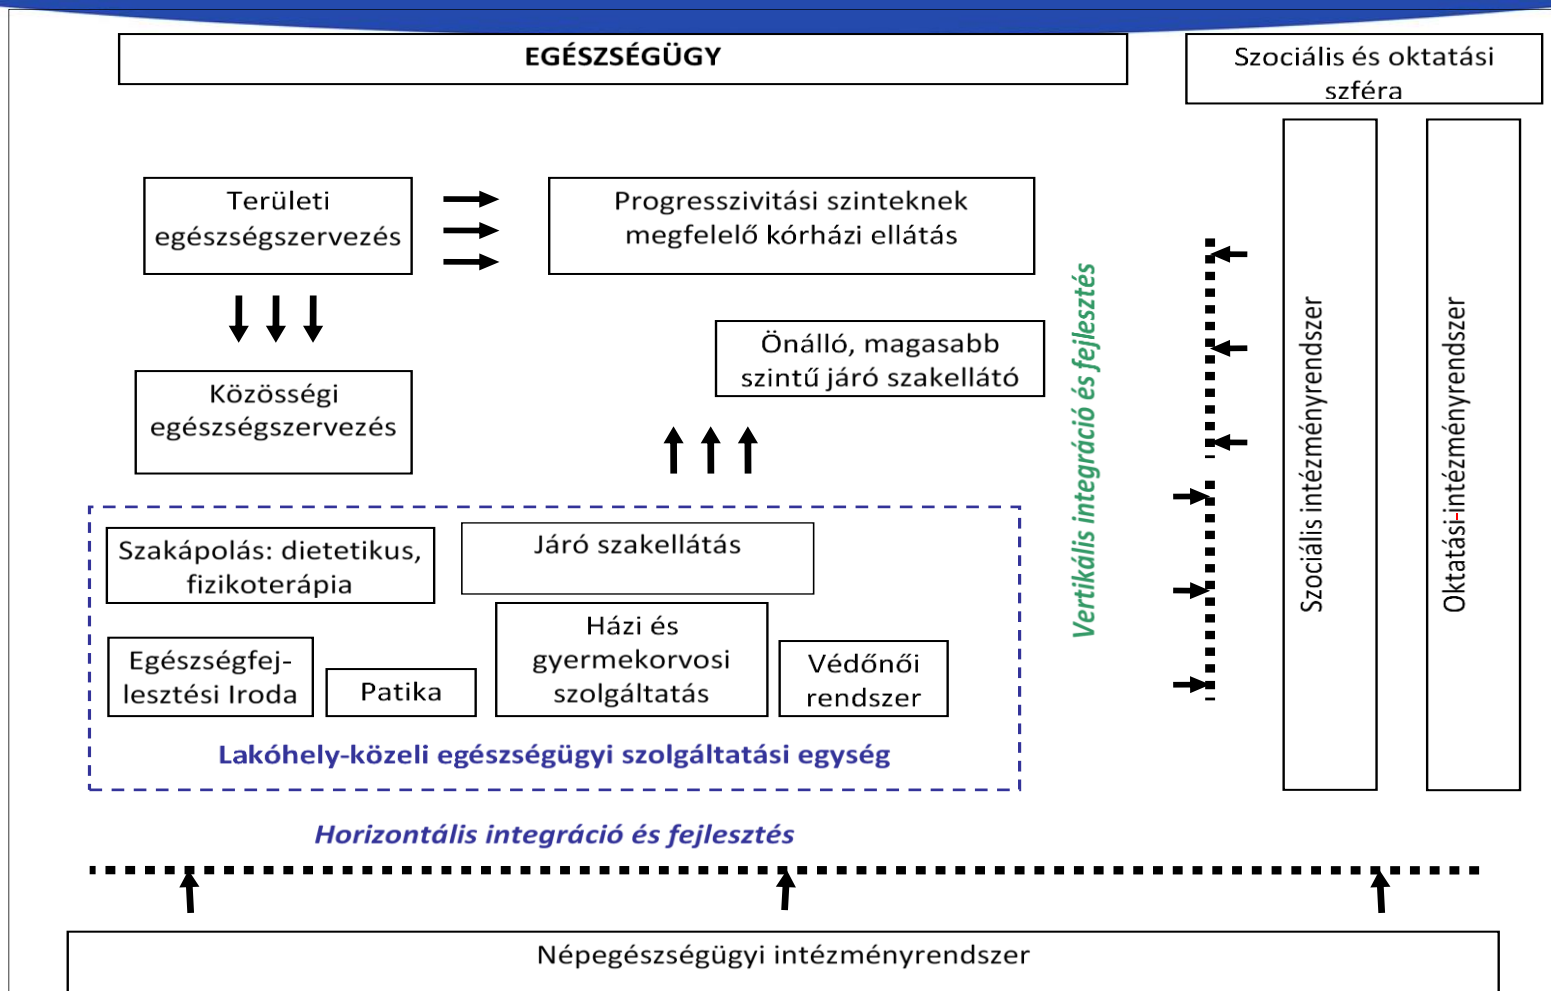 EGÉSZSÉGÜGY
Szociális és oktatási
szféra
Területi
egészségszervezés
Progresszivitási szinteknek
megfelelő kórházi ellátás
Önálló, magasabb
szintű járó szakellátó
Közösségi
egészségszervezés
Vertikális integráció és fejlesztés
Szociális intézményrendszer
Oktatási-intézményrendszer
Szakápolás: dietetikus,
fizikoterápia
Járó szakellátás
Egészségfej-
lesztési Iroda
Patika
Házi és
gyermekorvosi
szolgáltatás
Védőnői
rendszer
Lakóhely-közeli egészségügyi szolgáltatási egység
Horizontális integráció és fejlesztés
Népegészségügyi intézményrendszer